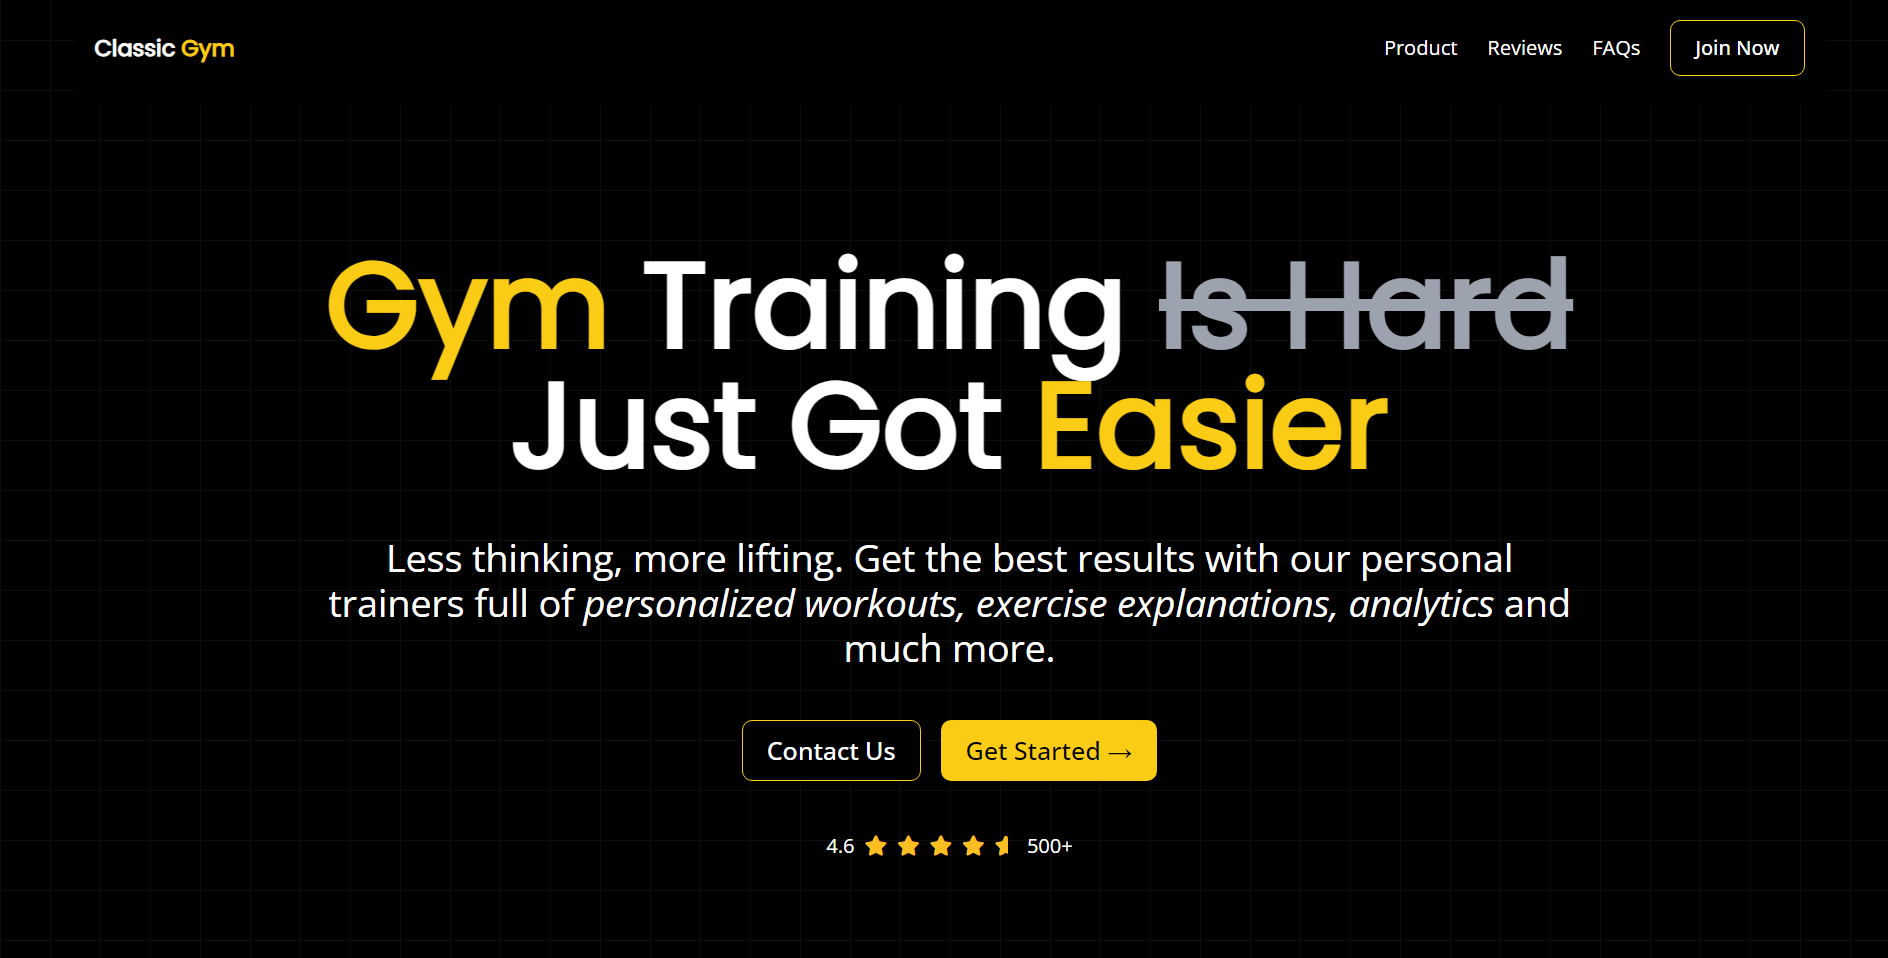 Classic Gym
Product
Reviews
FAQs
Join Now
Gym Training Is Hard
Just Got Easier
Less thinking, more lifting. Get the best results with our personal
trainers full of personalized workouts, exercise explanations, analytics and
much more.
Contact Us
Get Started →
4.6
500+